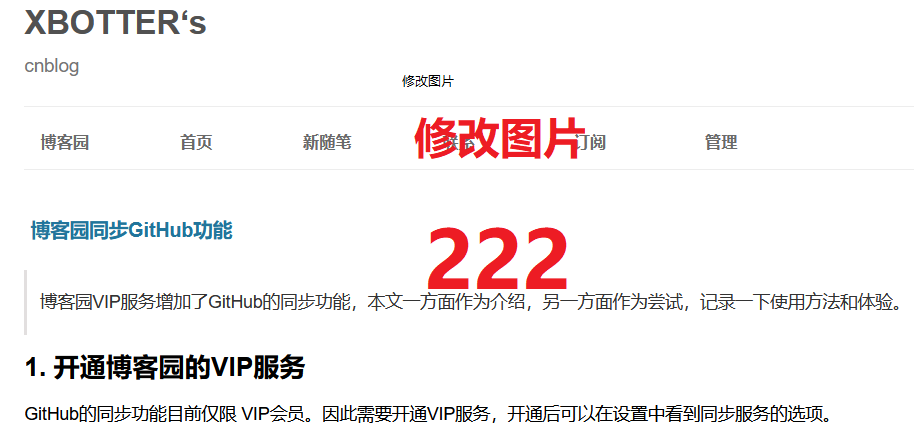 XBOTTER‘s
cnblog
修改图片
博客园 首页 新随笔 联系 订阅 管理
修改图片
博客园同步GitHub功能
222
博客园VIP服务增加了GitHub的同步功能，本文一方面作为介绍，另一方面作为尝试，记录一下使用方法和体验。
1. 开通博客园的VIP服务
GitHub的同步功能目前仅限 VIP会员。因此需要开通VIP服务，开通后可以在设置中看到同步服务的选项。